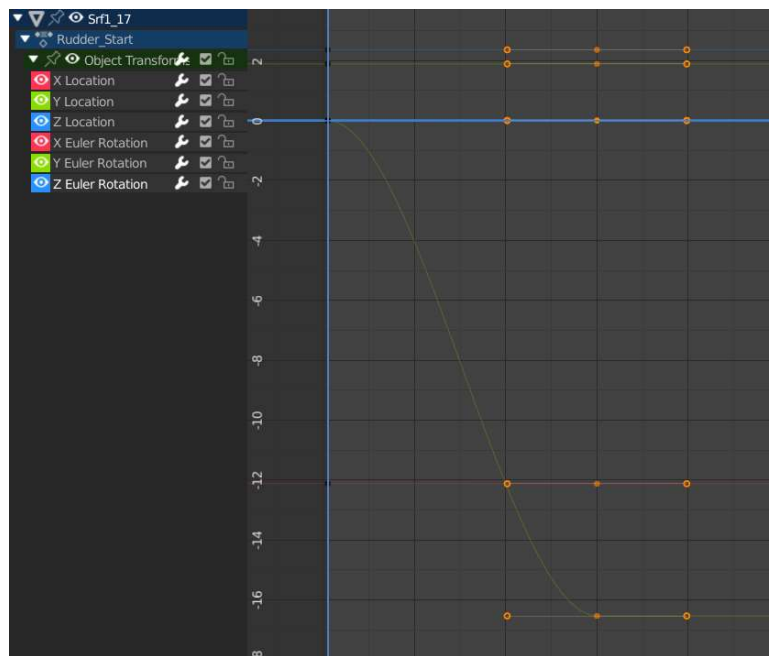 Srf1_17
Rudder_Start
Object Transforms
X Location
Y Location
Z Location
X Euler Rotation
Y Euler Rotation
Z Euler Rotation
2
0
-2
-4
-6
-8
-10
-12
-14
-16